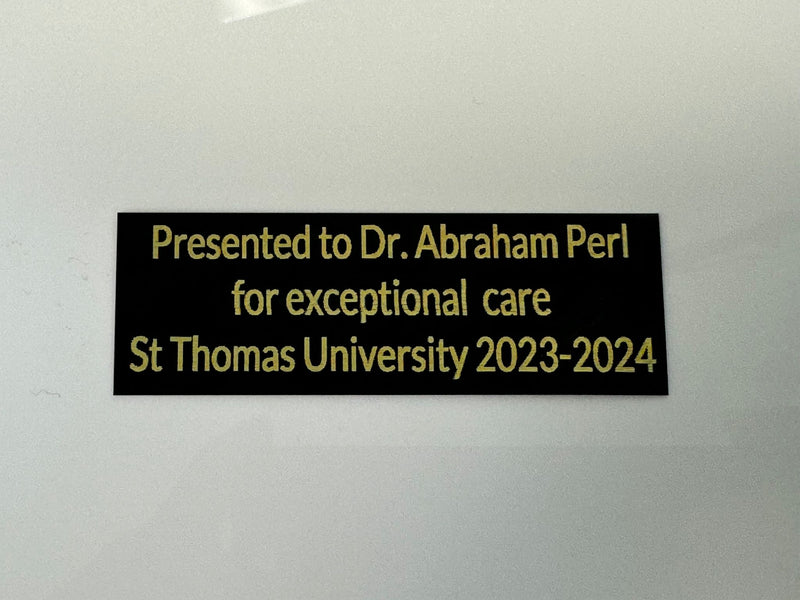 Presented to Dr. Abraham Perl
for exceptional care
St Thomas University 2023-2024